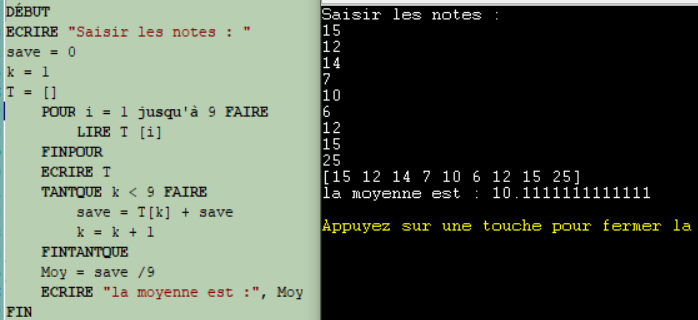 DÉBUT
ECRIRE "Saisir les notes : "
save = 0
k = 1
T = []
POUR i = 1 jusqu'à 9 FAIRE
LIRE T [i]
FINPOUR
ECRIRE T
TANTQUE k < 9 FAIRE
save = T[k] + save
k = k + 1
FINTANTQUE
Moy = save /9
ECRIRE "la moyenne est :", Moy
FIN
Saisir les notes :
15
12
14
7
10
6
12
15
25
[15 12 14 7 10 6 12 15 25]
la moyenne est : 10.1111111111111
Appuyez sur une touche pour fermer la